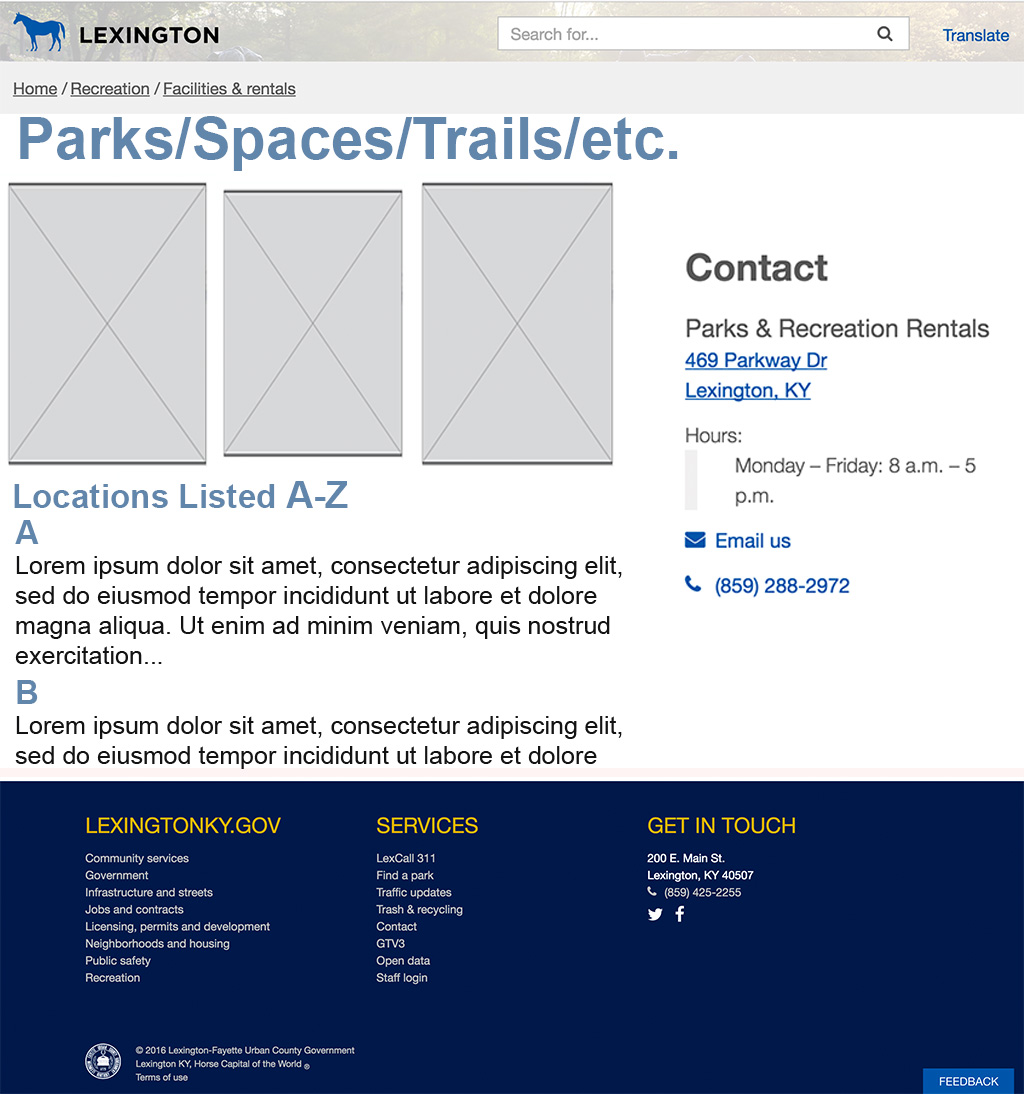 LEXINGTON
Search for...
Translate
Home / Recreation / Facilities & rentals
Parks/Spaces/Trails/etc.
Locations Listed A-Z
A
Lorem ipsum dolor sit amet, consectetur adipiscing elit,
sed do eiusmod tempor incididunt ut labore et dolore
magna aliqua. Ut enim ad minim veniam, quis nostrud
exercitation...
B
Lorem ipsum dolor sit amet, consectetur adipiscing elit,
sed do eiusmod tempor incididunt ut labore et dolore
Contact
Parks & Recreation Rentals
469 Parkway Dr
Lexington, KY
Hours:
Monday – Friday: 8 a.m. – 5
p.m.
Email us
(859) 288-2972
LEXINGTONKY.GOV
Community services
Government
Infrastructure and streets
Jobs and contracts
Licensing, permits and development
Neighborhoods and housing
Public safety
Recreation
SERVICES
LexCall 311
Find a park
Traffic updates
Trash & recycling
Contact
GTV3
Open data
Staff login
GET IN TOUCH
200 E. Main St.
Lexington, KY 40507
(859) 425-2255
© 2016 Lexington-Fayette Urban County Government
Lexington KY, Horse Capital of the World ®
Terms of use
FEEDBACK